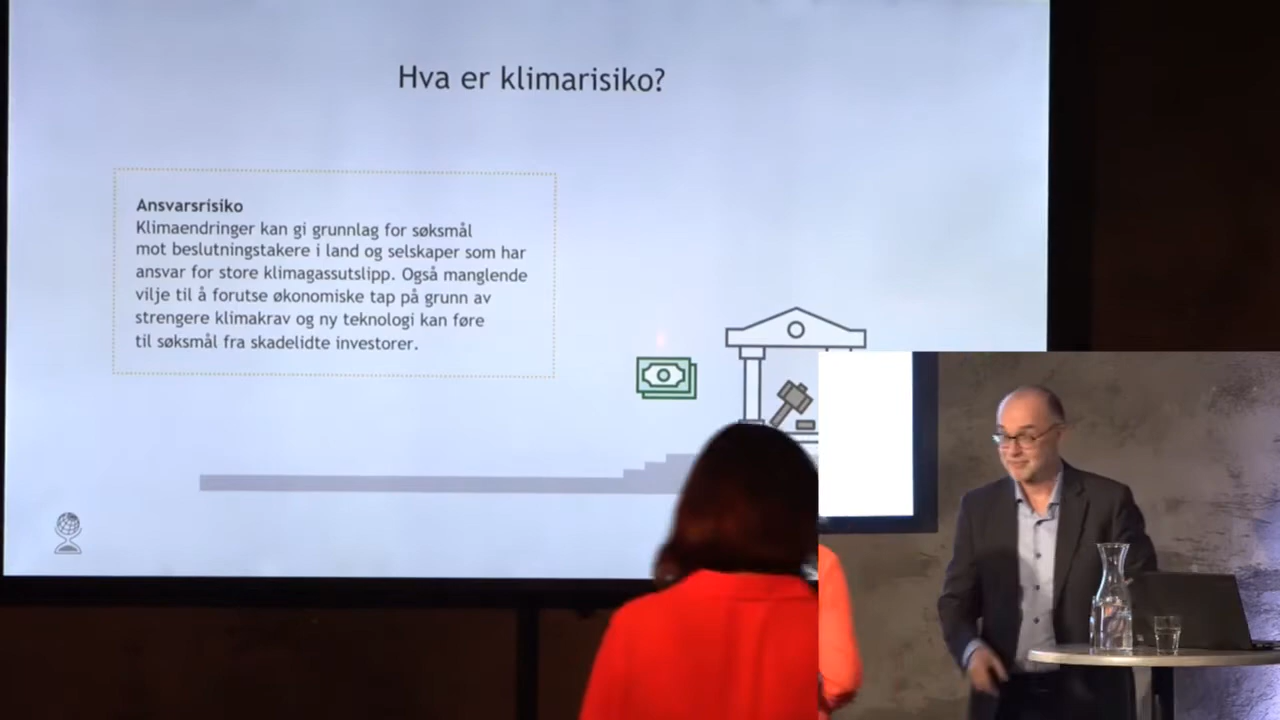 Hva er klimarisiko?
Ansvarsrisiko
Klimaendringer kan gi grunnlag for søksmål
mot beslutningstakere i land og selskaper som har
ansvar for store klimagassutslipp. Også manglende
vilje til å forutse økonomiske tap på grunn av
strengere klimakrav og ny teknologi kan føre
til søksmål fra skadelidte investorer.